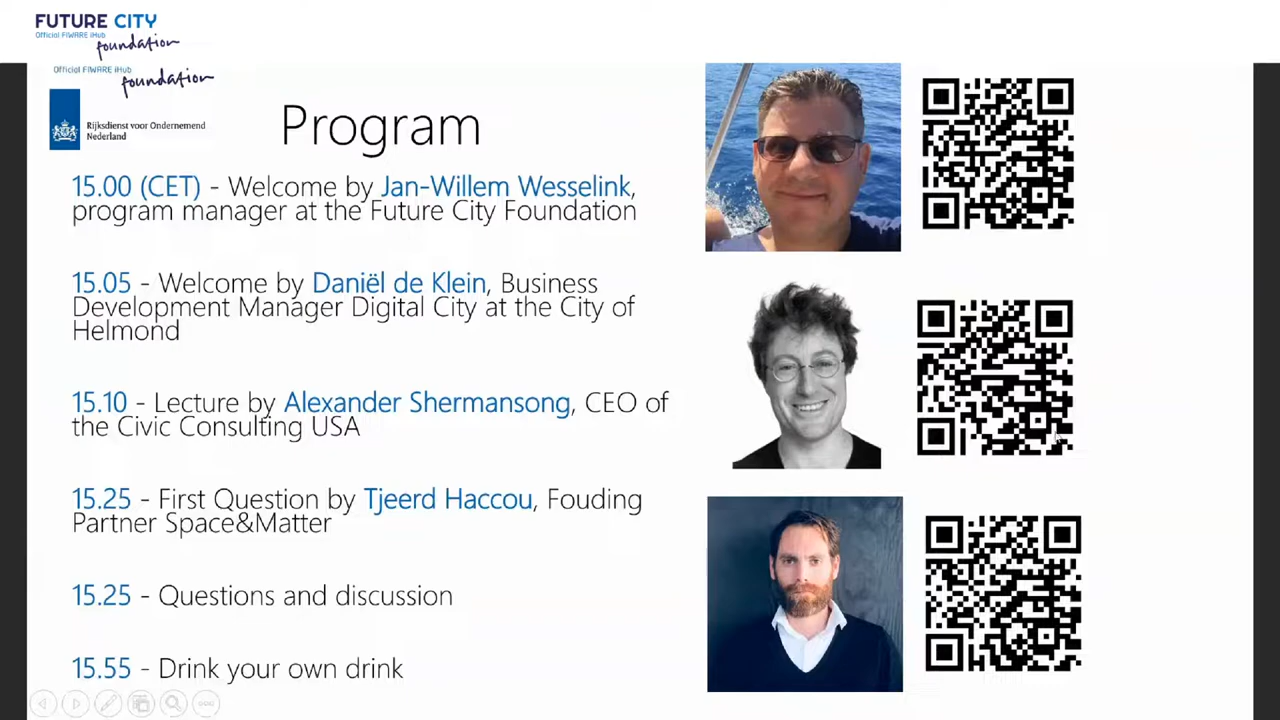 FUTURE CITY
Official FIWARE iHub
foundation
Official FIWARE iHub
foundation
Rijksdienst voor Ondernemend
Nederland
Program
15.00 (CET) - Welcome by Jan-Willem Wesselink,
program manager at the Future City Foundation
15.05 - Welcome by Daniël de Klein, Business
Development Manager Digital City at the City of
Helmond
15.10 - Lecture by Alexander Shermansong, CEO of
the Civic Consulting USA
15.25 - First Question by Tjeerd Haccou, Fouding
Partner Space&Matter
15.25 - Questions and discussion
15.55 - Drink your own drink